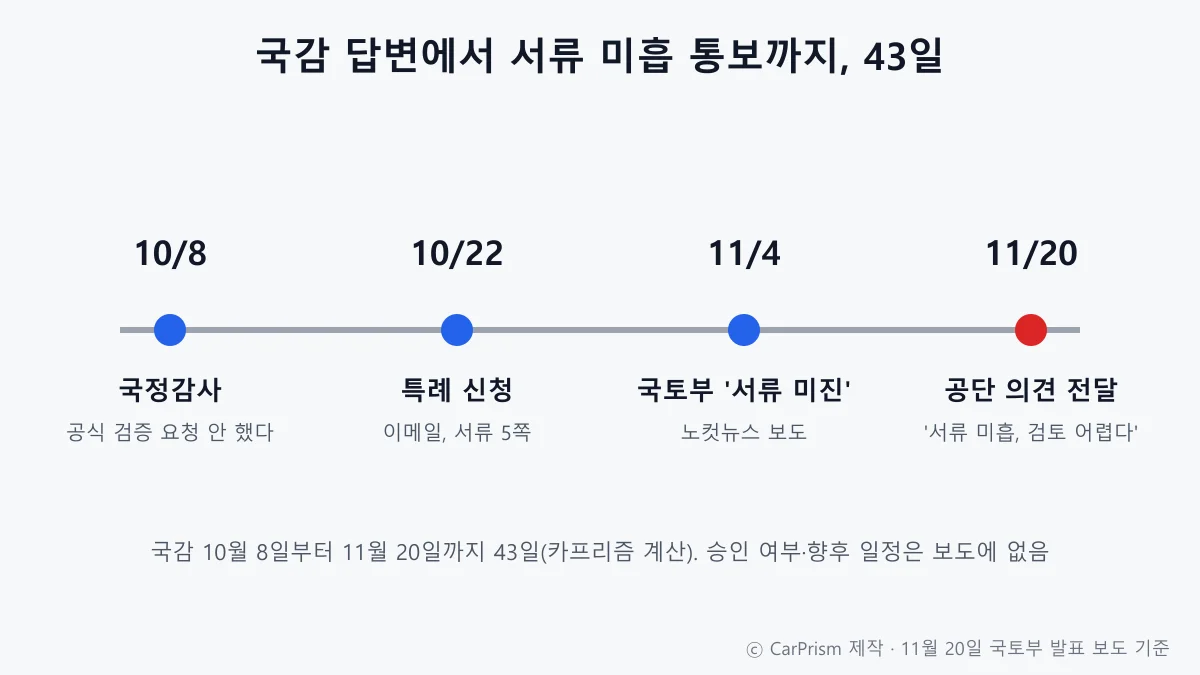 국감 답변에서 서류 미흡 통보까지, 43일
10/8
10/22
11/4
11/20
국정감사
특례 신청
국토부 '서류 미진'
공단 의견 전달
공식 검증 요청 안 했다
이메일, 서류 5쪽
노컷뉴스 보도
'서류 미흡, 검토 어렵다'
국감 10월 8일부터 11월 20일까지 43일(카프리즘 계산). 승인 여부·향후 일정은 보도에 없음
© CarPrism 제작 · 11월 20일 국토부 발표 보도 기준